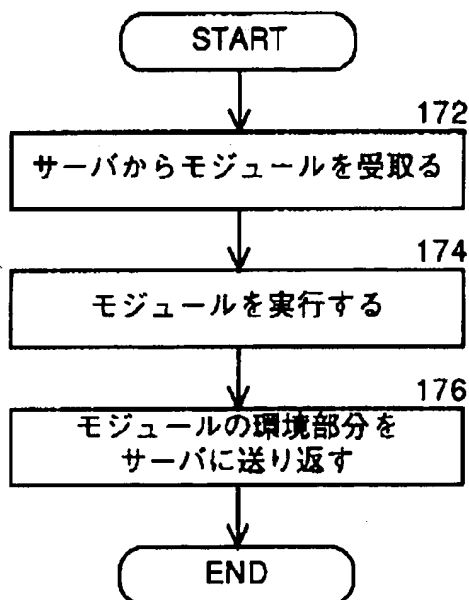 START
172
サーバからモジュールを受取る
174
モジュールを実行する
176
モジュールの環境部分を
サーバに送り返す
END